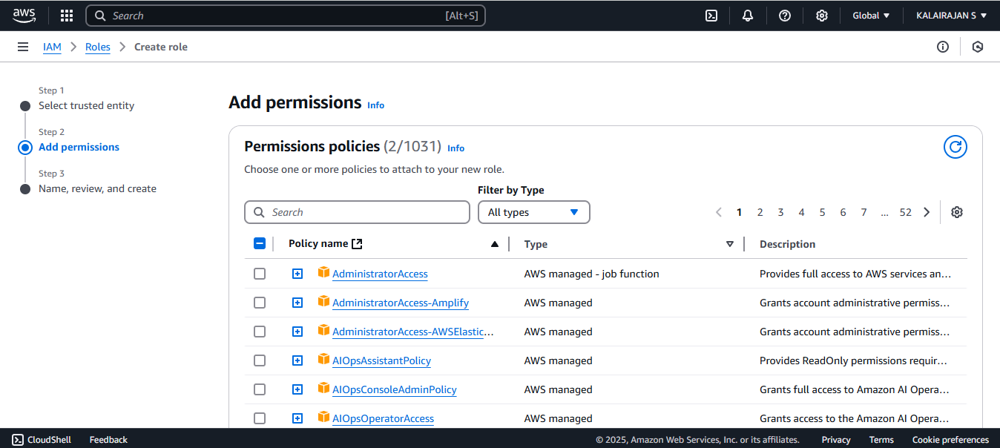 aws
Search [Alt+S] Global KALAIRAJAN S
IAM Roles Create role
Step 1
Select trusted entity
Step 2
Add permissions
Step 3
Name, review, and create
Add permissions Info
Permissions policies (2/1031) Info
Choose one or more policies to attach to your new role.
Filter by Type
Search All types 1 2 3 4 5 6 7 ... 52
Policy name Type Description
AdministratorAccess AWS managed - job function Provides full access to AWS services an...
AdministratorAccess-Amplify AWS managed Grants account administrative permiss...
AdministratorAccess-AWSElastic... AWS managed Grants account administrative permiss...
AIOpsAssistantPolicy AWS managed Provides ReadOnly permissions requir...
AIOpsConsoleAdminPolicy AWS managed Grants full access to Amazon AI Opera...
AIOpsOperatorAccess AWS managed Grants access to the Amazon AI Opera...
CloudShell Feedback © 2025, Amazon Web Services, Inc. or its affiliates. Privacy Terms Cookie preferences